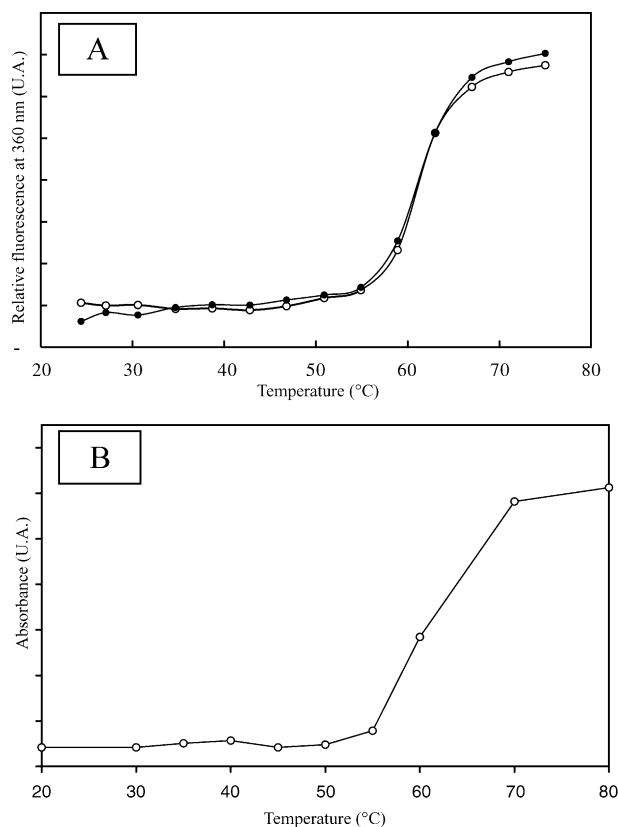 A
Relative fluorescence at 360 nm (U.A.)
-
20 30 40 50 60 70 80
Temperature (°C)
B
Absorbance (U.A.)
20 30 40 50 60 70 80
Temperature (°C)